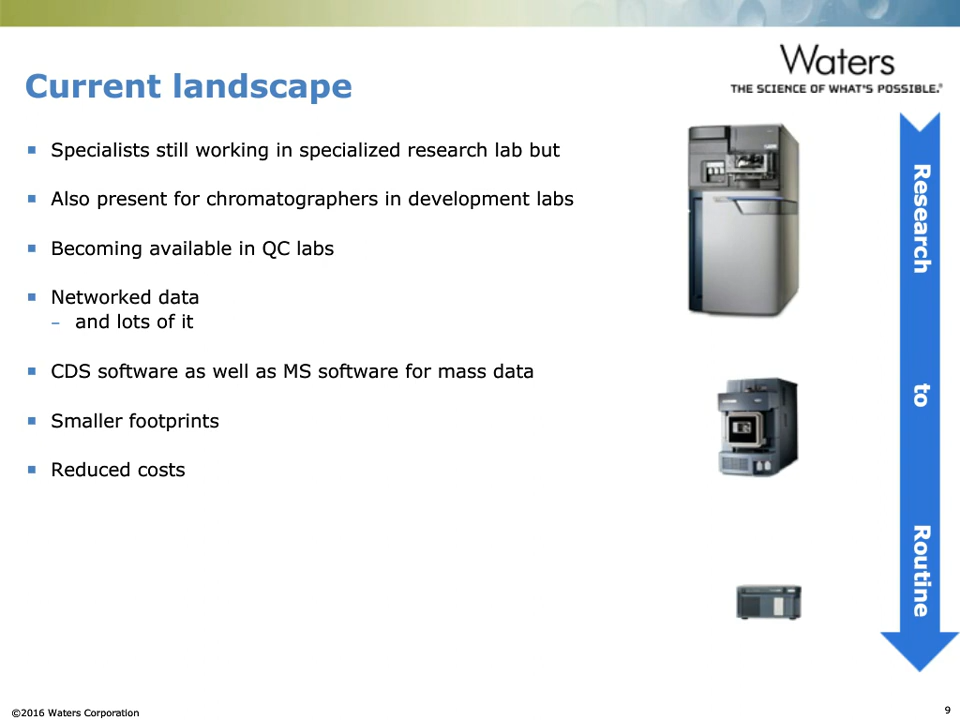 Waters
THE SCIENCE OF WHAT'S POSSIBLE.®
Current landscape
Specialists still working in specialized research lab but
Also present for chromatographers in development labs
Becoming available in QC labs
Networked data
– and lots of it
CDS software as well as MS software for mass data
Smaller footprints
Reduced costs
Research
to
Routine
©2016 Waters Corporation
9